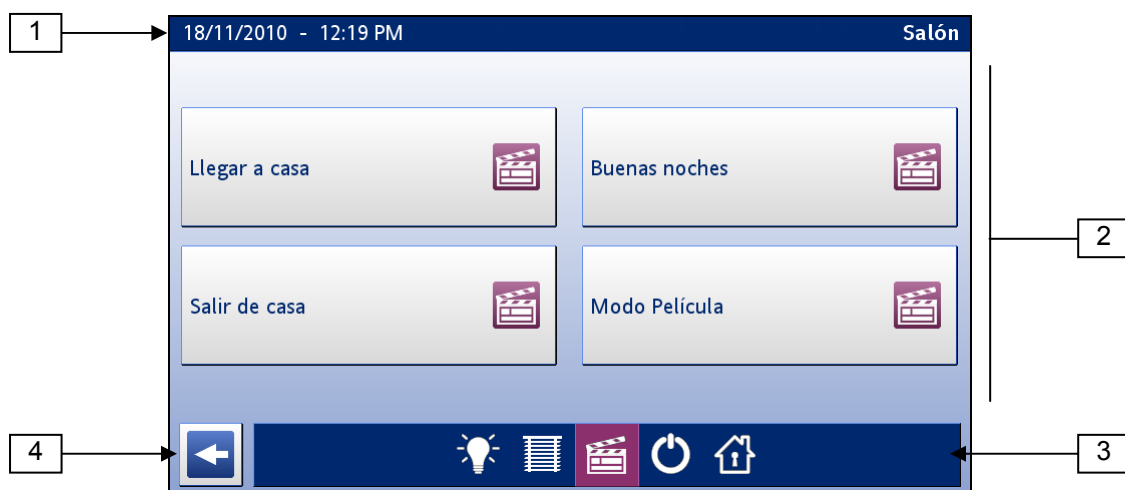 1
18/11/2010 - 12:19 PM
Salón
Llegar a casa
Buenas noches
2
Salir de casa
Modo Película
4
3